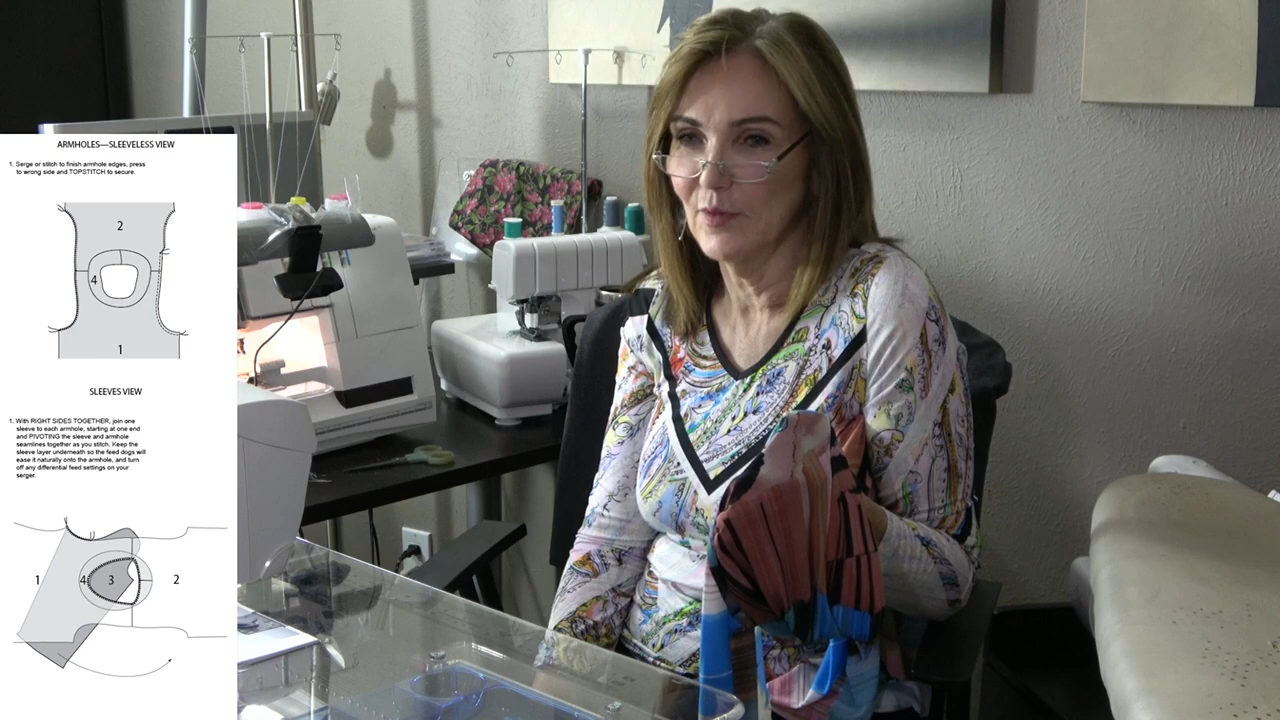 ARMHOLES—SLEEVELESS VIEW
1. Serge or stitch to finish armhole edges, press
to wrong side and TOPSTITCH to secure.
2
4
1
SLEEVES VIEW
1. With RIGHT SIDES TOGETHER, join one
sleeve to each armhole, starting at one end
and PIVOTING the sleeve and armhole
seamlines together as you stitch. Keep the
sleeve layer underneath so the feed dogs will
ease it naturally onto the armhole, and turn
off any differential feed settings on your
serger.
1 4 3 2